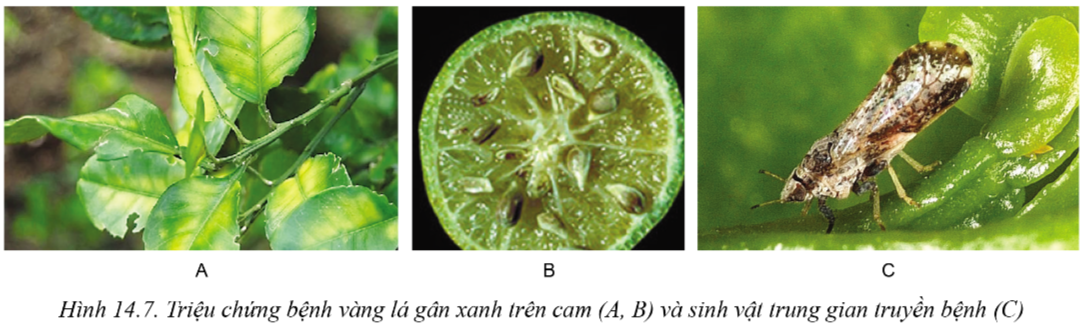 A
B
C
Hình 14.7. Triệu chứng bệnh vàng lá gân xanh trên cam (A, B) và sinh vật trung gian truyền bệnh (C)